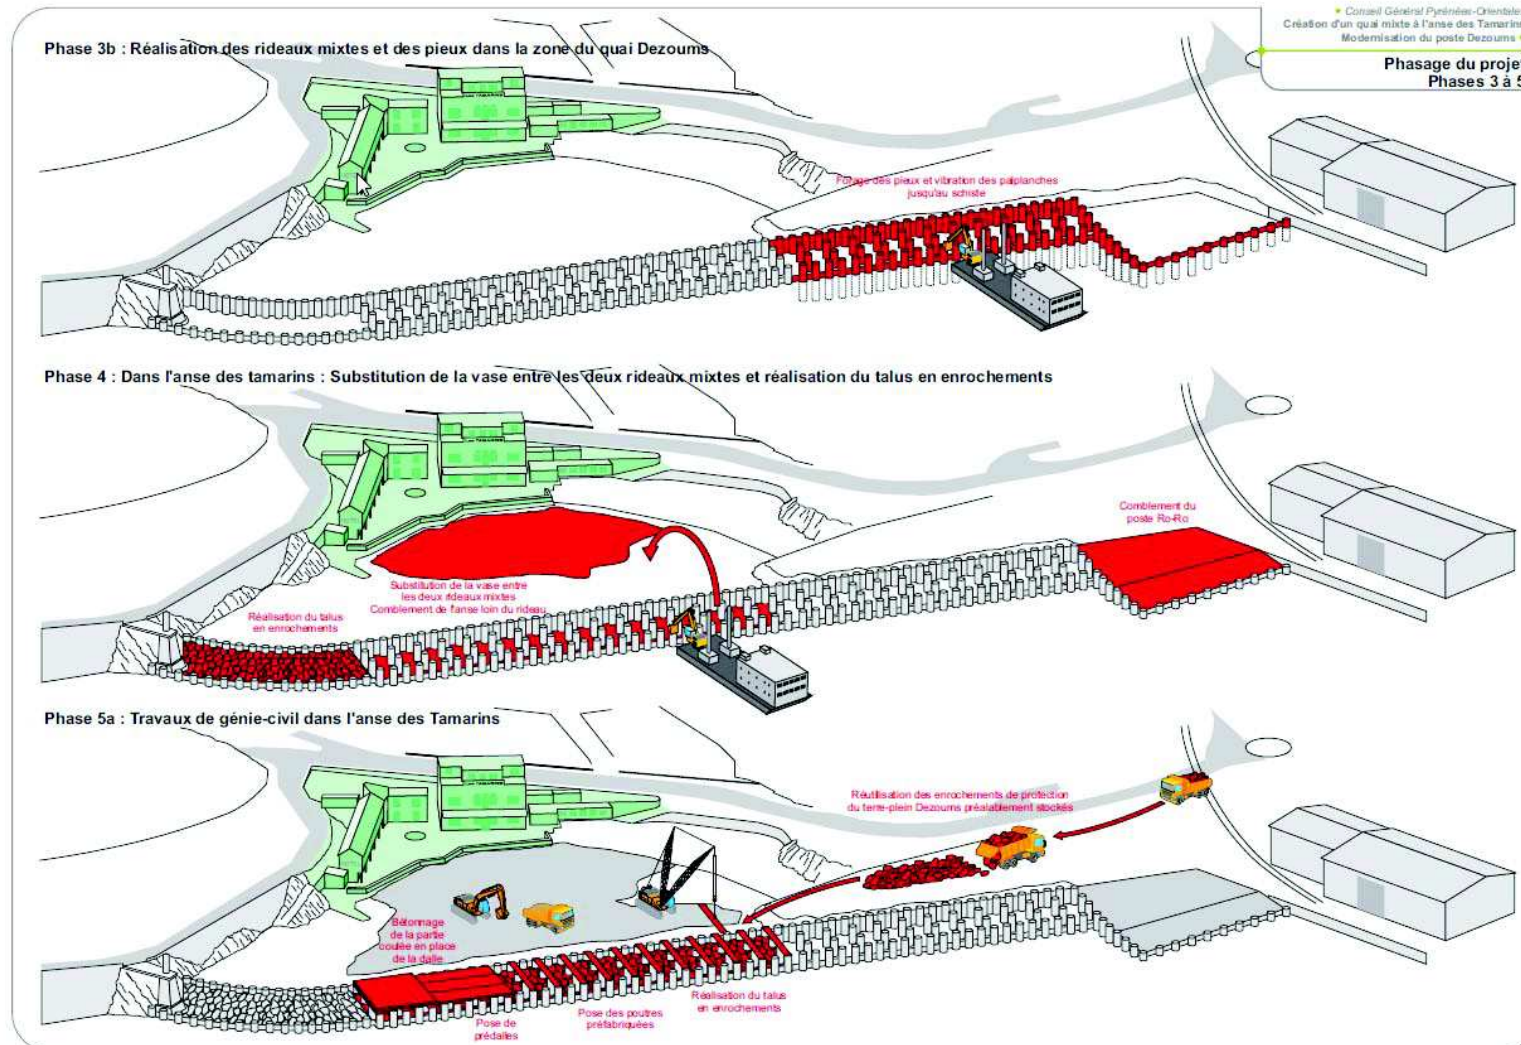 Conseil Général Pyrénées-Orientales
Création d'un quai mixte à l'anse des Tamarins
Modernisation du poste Dezoums
Phasage du projet
Phases 3 à 5
Phase 3b : Réalisation des rideaux mixtes et des pieux dans la zone du quai Dezoums
Forage des pieux et vibration des palplanches
jusqu'au schiste
Phase 4 : Dans l'anse des tamarins : Substitution de la vase entre les deux rideaux mixtes et réalisation du talus en enrochements
Comblement du
poste Ro-Ro
Substitution de la vase entre
les deux rideaux mixtes
Comblement de l'anse loin du rideau
Réalisation du talus
en enrochements
Phase 5a : Travaux de génie-civil dans l'anse des Tamarins
Réutilisation des enrochements de protection
du terre-plein Dezoums préalablement stockés
Bétonnage
de la partie
coulée en place
de la dalle
Réalisation du talus
en enrochements
Pose des poutres
préfabriquées
Pose de
prédalles